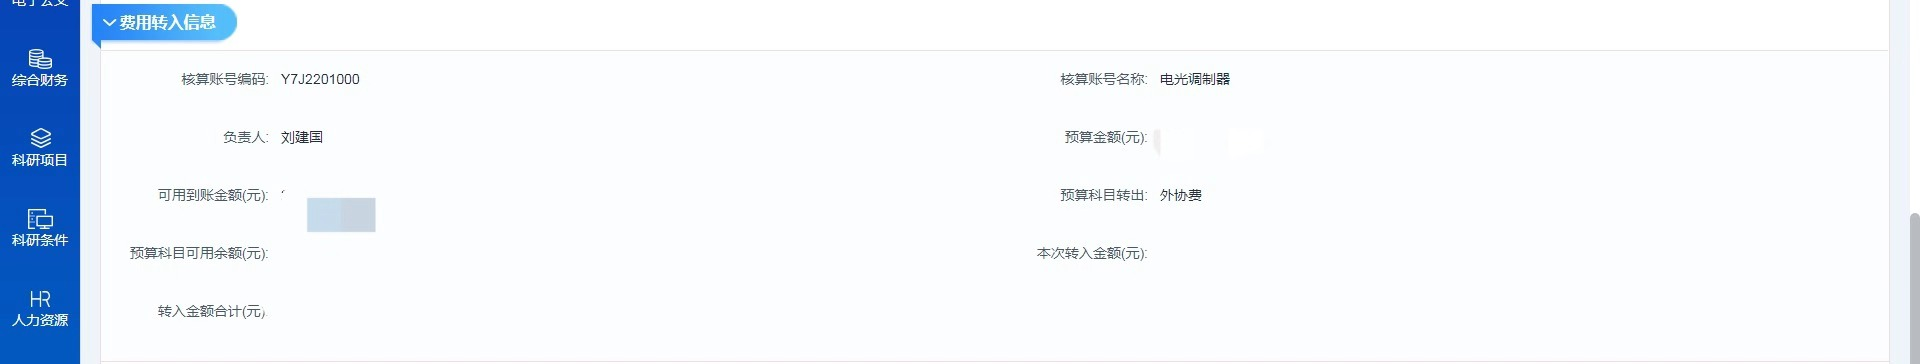 电子公文
费用转入信息
综合财务
核算账号编码: Y7J2201000
核算账号名称: 电光调制器
负责人: 刘建国
预算金额(元):
科研项目
可用到账金额(元):
预算科目转出: 外协费
科研条件
预算科目可用余额(元):
本次转入金额(元):
HR
人力资源
转入金额合计(元)